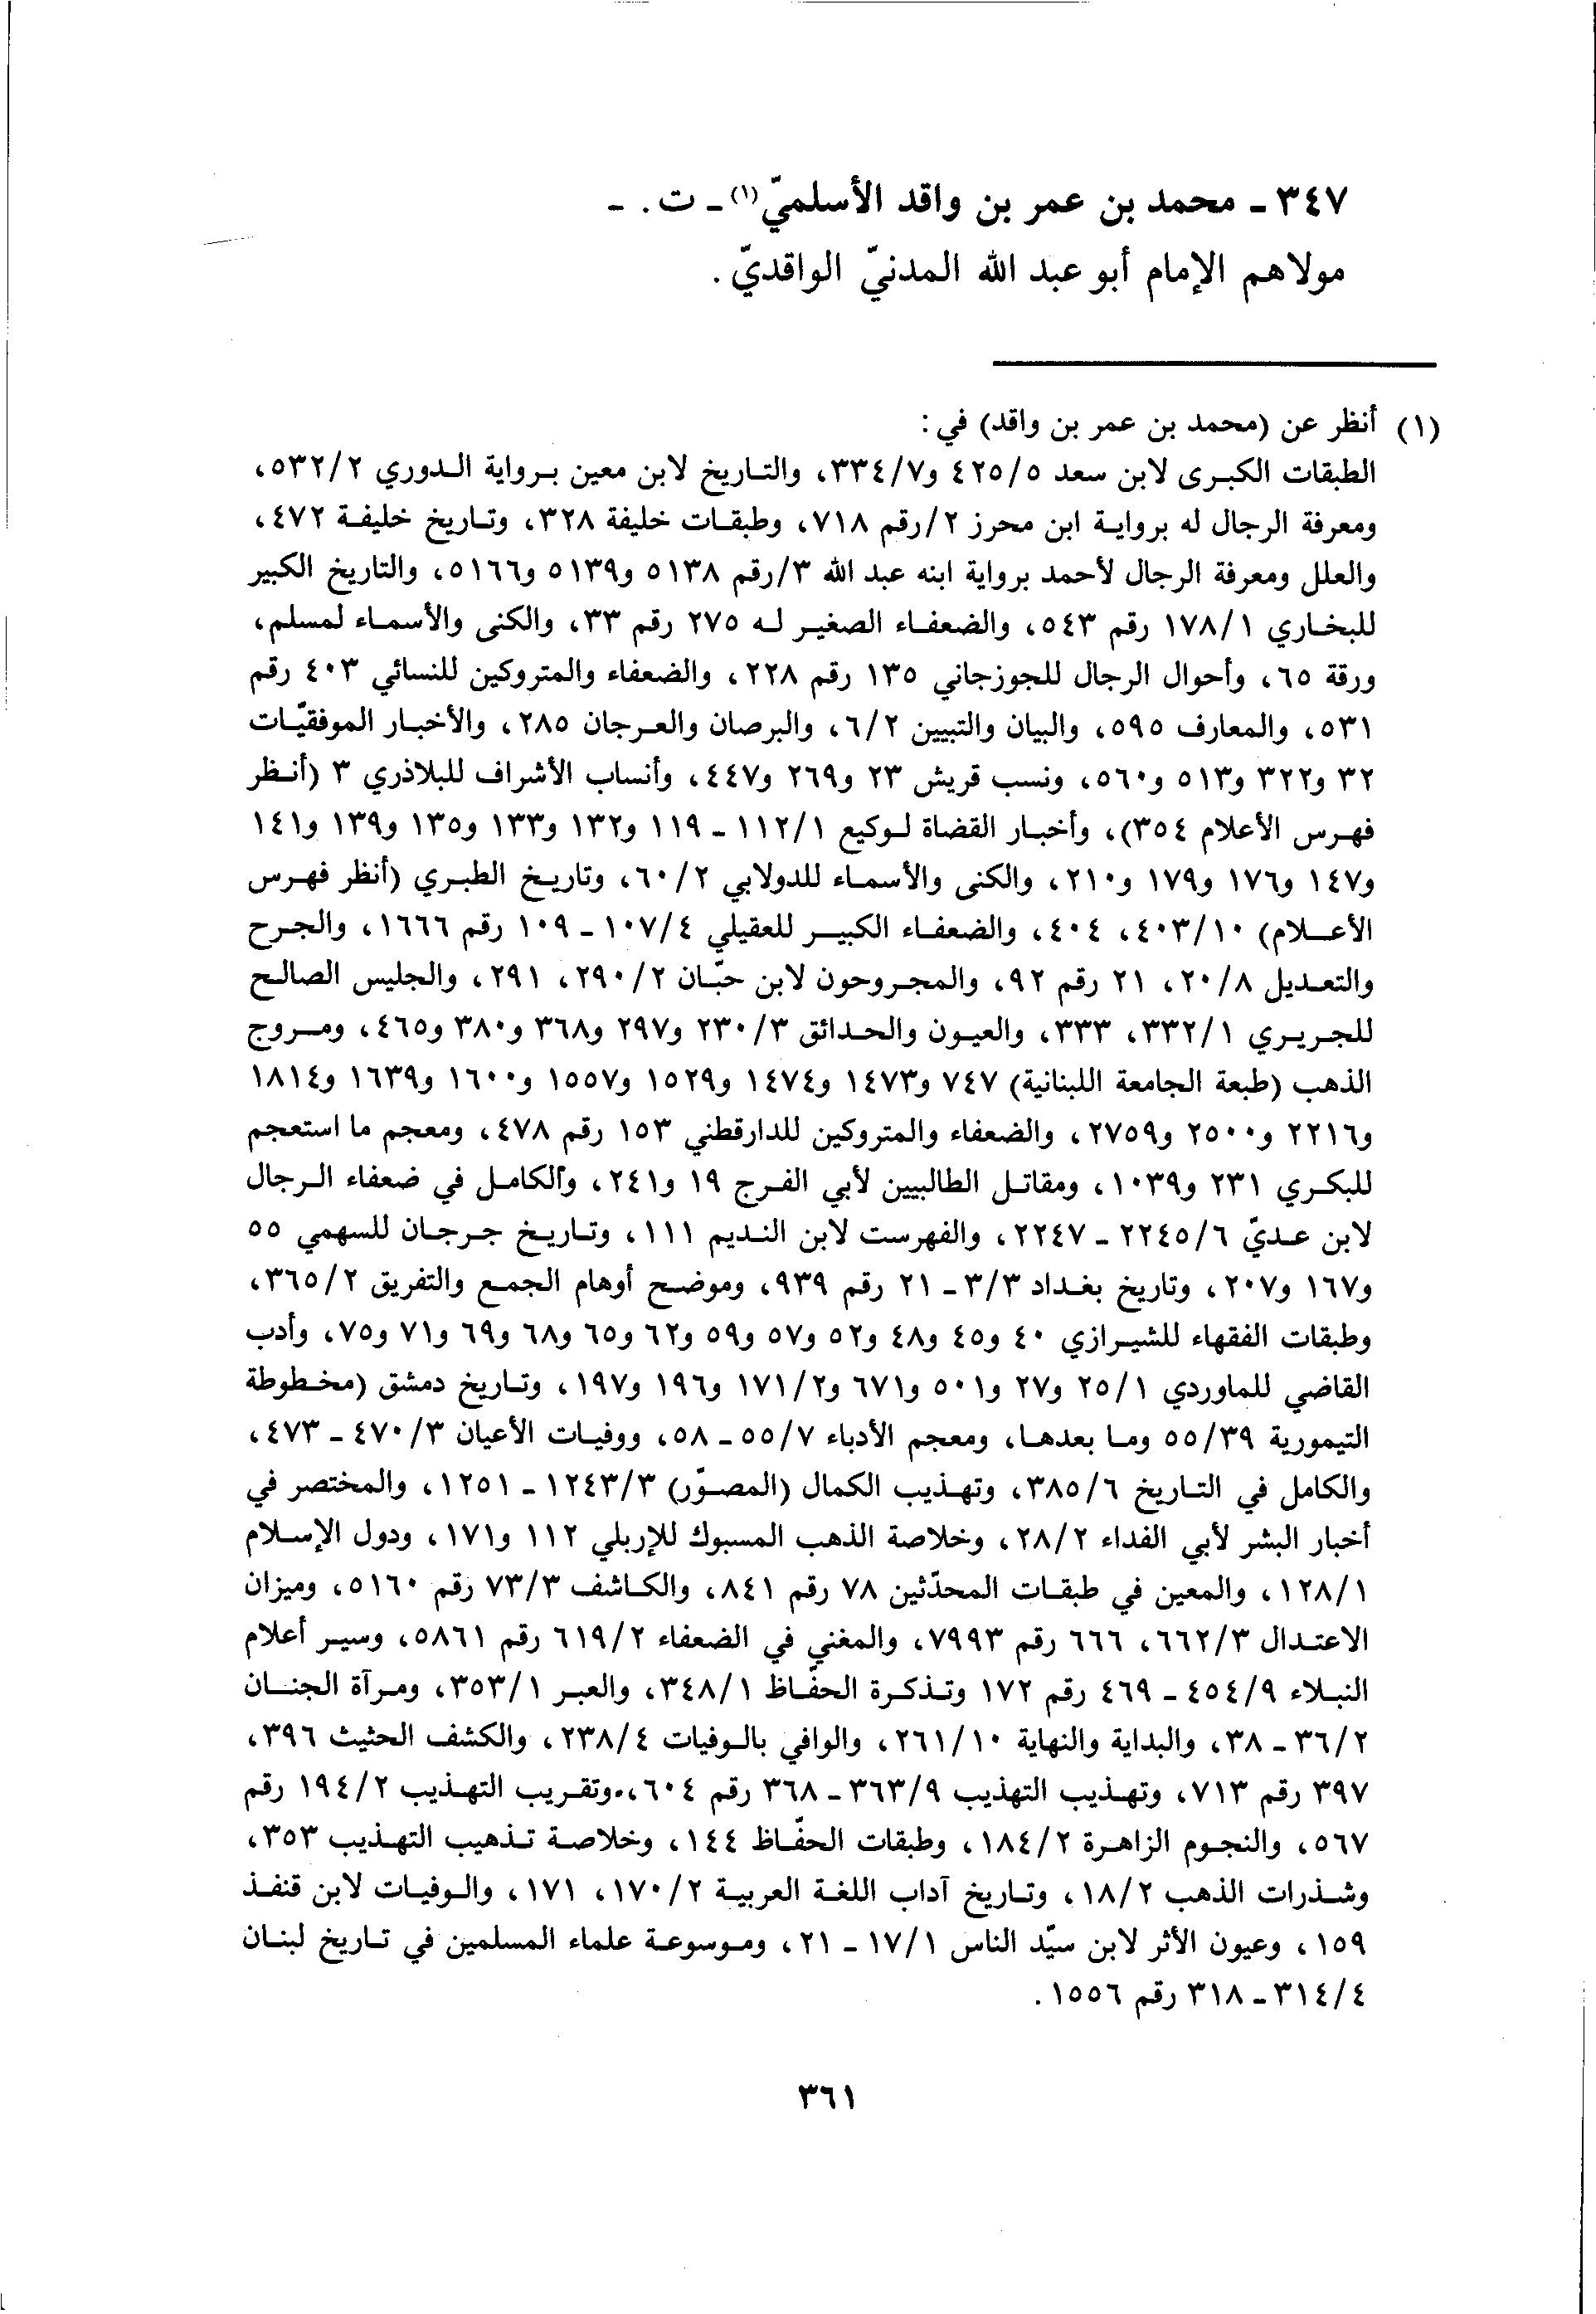 ٣٤٧ ـ محمد بن عمر بن واقد الأسلميّ(١) ـ ت . ـ
مولاهم الإمام أبو عبد الله المدنيّ الواقديّ .
(١) أنظر عن (محمد بن عمر بن واقد) في :
الطبقات الكبرى لابن سعد ٤٢٥/٥ و٣٣٤/٧، والتاريخ لابن معين برواية الدوري ٥٣٢/٢،
ومعرفة الرجال له برواية ابن محرز ٢/رقم ٧١٨، وطبقات خليفة ٣٢٨، وتاريخ خليفة ٤٧٢،
والعلل ومعرفة الرجال لأحمد برواية ابنه عبد الله ٣/رقم ٥١٣٨ و٥١٣٩ و٥١٦٦، والتاريخ الكبير
للبخاري ١٧٨/١ رقم ٥٤٣، والضعفاء الصغير له ٢٧٥ رقم ٣٣، والكنى والأسماء لمسلم،
ورقة ٦٥، وأحوال الرجال للجوزجاني ١٣٥ رقم ٢٢٨، والضعفاء والمتروكين للنسائي ٤٠٣ رقم
٥٣١، والمعارف ٥٩٥، والبيان والتبيين ٦/٢، والبرصان والعرجان ٢٨٥، والأخبار الموفقيّات
٣٢ و٣٢٢ و٥١٣ و٥٦٠، ونسب قريش ٢٣ و٢٦٩ و٤٤٧، وأنساب الأشراف للبلاذري ٣ (أنظر
فهرس الأعلام ٣٥٤)، وأخبار القضاة لوكيع ١١٢/١ ـ ١١٩ و١٣٢ و١٣٣ و١٣٥ و١٣٩ و١٤١
و١٤٧ و١٧٦ و١٧٩ و٢١٠، والكنى والأسماء للدولابي ٦٠/٢، وتاريخ الطبري (أنظر فهرس
الأعلام) ٤٠٣/١٠، ٤٠٤، والضعفاء الكبير للعقيلي ١٠٧/٤ ـ ١٠٩ رقم ١٦٦٦، والجرح
والتعديل ٢٠/٨، ٢١ رقم ٩٢، والمجروحون لابن حبّان ٢٩٠/٢، ٢٩١، والجليس الصالح
للجريري ٣٣٢/١، ٣٣٣، والعيون والحدائق ٢٣٠/٣ و٢٩٧ و٣٦٨ و٣٨٠ و٤٦٥، ومروج
الذهب (طبعة الجامعة اللبنانية) ٧٤٧ و١٤٧٣ و١٤٧٤ و١٥٢٩ و١٥٥٧ و١٦٠٠ و١٦٣٩ و١٨١٤
و٢٢١٦ و٢٥٠٠ و٢٧٥٩، والضعفاء والمتروكين للدارقطني ١٥٣ رقم ٤٧٨، ومعجم ما استعجم
للبكري ٢٣١ و١٠٣٩، ومقاتل الطالبيين لأبي الفرج ١٩ و٢٤١، والكامل في ضعفاء الرجال
لابن عديّ ٢٢٤٥/٦ ـ ٢٢٤٧، والفهرست لابن النديم ١١١، وتاريخ جرجان للسهمي ٥٥
و١٦٧ و٢٠٧، وتاريخ بغداد ٣/٣ ـ ٢١ رقم ٩٣٩، وموضح أوهام الجمع والتفريق ٣٦٥/٢،
وطبقات الفقهاء للشيرازي ٤٠ و٤٥ و٤٨ و٥٢ و٥٧ و٥٩ و٦٢ و٦٥ و٦٨ و٦٩ و٧١ و٧٥، وأدب
القاضي للماوردي ٢٥/١ و٢٧ و٥٠١ و٦٧١ و١٧١/٢ و١٩٦ و١٩٧، وتاريخ دمشق (مخطوطة
التيمورية ٥٥/٣٩ وما بعدها، ومعجم الأدباء ٥٥/٧ ـ ٥٨، ووفيات الأعيان ٤٧٠/٣ ـ ٤٧٣،
والكامل في التاريخ ٣٨٥/٦، وتهذيب الكمال (المصوّر) ١٢٤٣/٣ ـ ١٢٥١، والمختصر في
أخبار البشر لأبي الفداء ٢٨/٢، وخلاصة الذهب المسبوك للإربلي ١١٢ و١٧١، ودول الإسلام
١٢٨/١، والمعين في طبقات المحدّثين ٧٨ رقم ٨٤١، والكاشف ٧٣/٣ رقم ٥١٦٠، وميزان
الاعتدال ٦٦٢/٣، ٦٦٦ رقم ٧٩٩٣، والمغني في الضعفاء ٦١٩/٢ رقم ٥٨٦١، وسير أعلام
النبلاء ٤٥٤/٩ ـ ٤٦٩ رقم ١٧٢ وتذكرة الحفّاظ ٣٤٨/١، والعبر ٣٥٣/١، ومرآة الجنان
٣٦/٢ ـ ٣٨، والبداية والنهاية ٢٦١/١٠، والوافي بالوفيات ٢٣٨/٤، والكشف الحثيث ٣٩٦،
٣٩٧ رقم ٧١٣، وتهذيب التهذيب ٣٦٣/٩ ـ ٣٦٨ رقم ٦٠٤، وتقريب التهذيب ١٩٤/٢ رقم
٥٦٧، والنجوم الزاهرة ١٨٤/٢، وطبقات الحفّاظ ١٤٤، وخلاصة تذهيب التهذيب ٣٥٣،
وشذرات الذهب ١٨/٢، وتاريخ آداب اللغة العربية ١٧٠/٢، ١٧١، والوفيات لابن قنفذ
١٥٩، وعيون الأثر لابن سيّد الناس ١٧/١ ـ ٢١، وموسوعة علماء المسلمين في تاريخ لبنان
٣١٤/٤ ـ ٣١٨ رقم ١٥٥٦ .
٣٦١